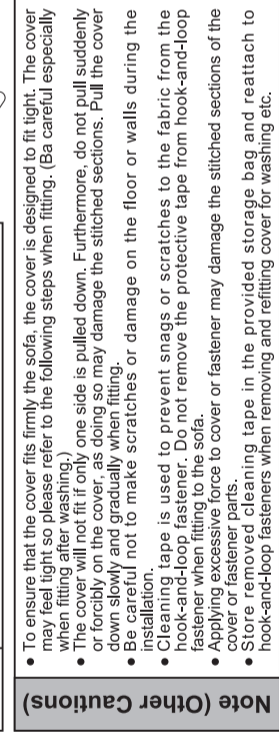 Note (Other Cautions)
● To ensure that the cover fits firmly the sofa, the cover is designed to fit tight. The cover
may feel tight so please refer to the following steps when fitting. (Ba careful especially
when fitting after washing.)
● The cover will not fit if only one side is pulled down. Furthermore, do not pull suddenly
or forcibly on the cover, as doing so may damage the stitched sections. Pull the cover
down slowly and gradually when fitting.
● Be careful not to make scratches or damage on the floor or walls during the
installation.
● Cleaning tape is used to prevent snags or scratches to the fabric from the
hook-and-loop fastener. Do not remove the protective tape from hook-and-loop
fastener when fitting to the sofa.
● Applying excessive force to cover or fastener may damage the stitched sections of the
cover or fastener parts.
● Store removed cleaning tape in the provided storage bag and reattach to
hook-and-loop fasteners when removing and refitting cover for washing etc.